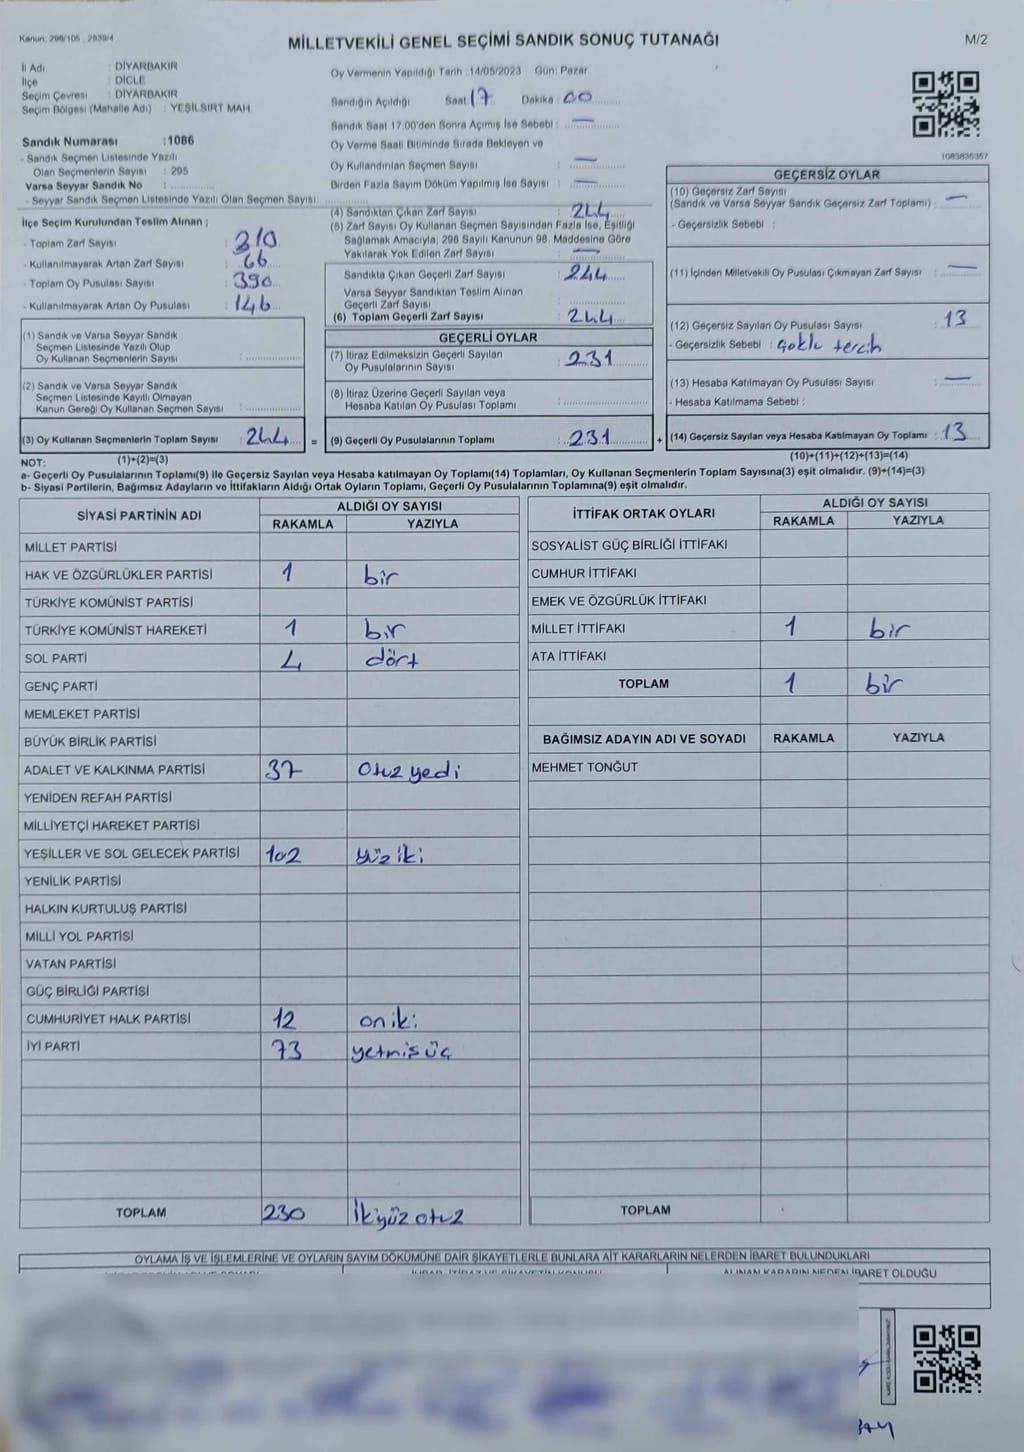 Kanun: 298/106 , 2839/4
MİLLETVEKİLİ GENEL SEÇİMİ SANDIK SONUÇ TUTANAĞI
M/2
İl Adı : DİYARBAKIR
İlçe : DİCLE
Seçim Çevresi : DİYARBAKIR
Seçim Bölgesi (Mahalle Adı) : YEŞİLSIRT MAH.
Sandık Numarası :1086
- Sandık Seçmen Listesinde Yazılı
Olan Seçmenlerin Sayısı : 295
Varsa Seyyar Sandık No :
- Seyyar Sandık Seçmen Listesinde Yazılı Olan Seçmen Sayısı:
İlçe Seçim Kurulundan Teslim Alınan ;
- Toplam Zarf Sayısı : 310
- Kullanılmayarak Artan Zarf Sayısı : 66
- Toplam Oy Pusulası Sayısı : 390
- Kullanılmayarak Artan Oy Pusulası : 146
(1) Sandık ve Varsa Seyyar Sandık
Seçmen Listesinde Yazılı Olup
Oy Kullanan Seçmenlerin Sayısı :
(2) Sandık ve Varsa Seyyar Sandık
Seçmen Listesinde Kayıtlı Olmayan
Kanun Gereği Oy Kullanan Seçmen Sayısı :
(3) Oy Kullanan Seçmenlerin Toplam Sayısı : 244
Oy Vermenin Yapıldığı Tarih :14/05/2023 Gün: Pazar
Sandığın Açıldığı Saat: 17 Dakika : 00
Sandık Saat 17:00'den Sonra Açımış İse Sebebi : —
Oy Verme Saati Bitiminde Sırada Bekleyen ve
Oy Kullandırılan Seçmen Sayısı : —
Birden Fazla Sayım Döküm Yapılmış İse Sayısı : —
(4) Sandıktan Çıkan Zarf Sayısı : 244
(5) Zarf Sayısı Oy Kullanan Seçmen Sayısından Fazla İse, Eşitliği
Sağlamak Amacıyla, 298 Sayılı Kanunun 98. Maddesine Göre
Yakılarak Yok Edilen Zarf Sayısı : —
Sandıkta Çıkan Geçerli Zarf Sayısı : 244
Varsa Seyyar Sandıktan Teslim Alınan
Geçerli Zarf Sayısı :
(6) Toplam Geçerli Zarf Sayısı : 244
GEÇERLİ OYLAR
(7) İtiraz Edilmeksizin Geçerli Sayılan
Oy Pusulalarının Sayısı : 231
(8) İtiraz Üzerine Geçerli Sayılan veya
Hesaba Katılan Oy Pusulası Toplamı :
= (9) Geçerli Oy Pusulalarının Toplamı : 231
1083835357
GEÇERSİZ OYLAR
(10) Geçersiz Zarf Sayısı
(Sandık ve Varsa Seyyar Sandık Geçersiz Zarf Toplamı) : —
- Geçersizlik Sebebi :
(11) İçinden Milletvekili Oy Pusulası Çıkmayan Zarf Sayısı : —
(12) Geçersiz Sayılan Oy Pusulası Sayısı : 13
- Geçersizlik Sebebi : Çoklu tercih
(13) Hesaba Katılmayan Oy Pusulası Sayısı : —
- Hesaba Katılmama Sebebi :
+ (14) Geçersiz Sayılan veya Hesaba Katılmayan Oy Toplamı : 13
NOT: (1)+(2)=(3)
(10)+(11)+(12)+(13)=(14)
a- Geçerli Oy Pusulalarının Toplamı(9) ile Geçersiz Sayılan veya Hesaba katılmayan Oy Toplamı(14) Toplamları, Oy Kullanan Seçmenlerin Toplam Sayısına(3) eşit olmalıdır. (9)+(14)=(3)
b- Siyasi Partilerin, Bağımsız Adayların ve İttifakların Aldığı Ortak Oyların Toplamı, Geçerli Oy Pusulalarının Toplamına(9) eşit olmalıdır.
SİYASİ PARTİNİN ADI ALDIĞI OY SAYISI
RAKAMLA YAZIYLA
MİLLET PARTİSİ
HAK VE ÖZGÜRLÜKLER PARTİSİ 1 bir
TÜRKİYE KOMÜNİST PARTİSİ
TÜRKİYE KOMÜNİST HAREKETİ 1 bir
SOL PARTİ 4 dört
GENÇ PARTİ
MEMLEKET PARTİSİ
BÜYÜK BİRLİK PARTİSİ
ADALET VE KALKINMA PARTİSİ 37 Otuz yedi
YENİDEN REFAH PARTİSİ
MİLLİYETÇİ HAREKET PARTİSİ
YEŞİLLER VE SOL GELECEK PARTİSİ 102 yüz iki
YENİLİK PARTİSİ
HALKIN KURTULUŞ PARTİSİ
MİLLİ YOL PARTİSİ
VATAN PARTİSİ
GÜÇ BİRLİĞİ PARTİSİ
CUMHURİYET HALK PARTİSİ 12 on iki
İYİ PARTİ 73 yetmiş üç
TOPLAM 230 İkiyüz otuz
İTTİFAK ORTAK OYLARI ALDIĞI OY SAYISI
RAKAMLA YAZIYLA
SOSYALİST GÜÇ BİRLİĞİ İTTİFAKI
CUMHUR İTTİFAKI
EMEK VE ÖZGÜRLÜK İTTİFAKI
MİLLET İTTİFAKI 1 bir
ATA İTTİFAKI
TOPLAM 1 bir
BAĞIMSIZ ADAYIN ADI VE SOYADI RAKAMLA YAZIYLA
MEHMET TONĞUT
TOPLAM
OYLAMA İŞ VE İŞLEMLERİNE VE OYLARIN SAYIM DÖKÜMÜNE DAİR ŞİKAYETLERLE BUNLARA AİT KARARLARIN NELERDEN İBARET BULUNDUKLARI
ALINAN KARARIN NEDEN İBARET OLDUĞU